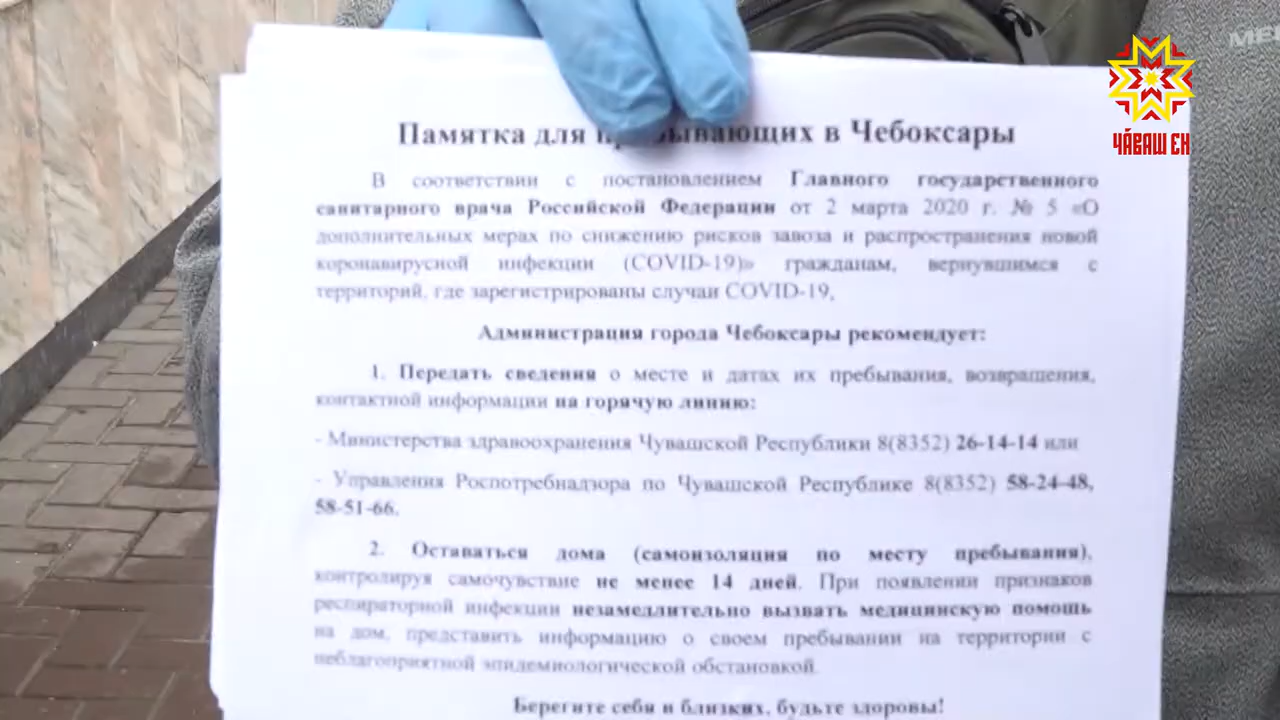 МЕ
ЧӐВАШ ЕН
Памятка для пребывающих в Чебоксары
В соответствии с постановлением Главного государственного
санитарного врача Российской Федерации от 2 марта 2020 г. № 5 «О
дополнительных мерах по снижению рисков завоза и распространения новой
коронавирусной инфекции (COVID-19)» гражданам, вернувшимся с
территорий, где зарегистрированы случаи COVID-19,
Администрация города Чебоксары рекомендует:
1. Передать сведения о месте и датах их пребывания, возвращения,
контактной информации на горячую линию:
- Министерства здравоохранения Чувашской Республики 8(8352) 26-14-14 или
- Управления Роспотребнадзора по Чувашской Республике 8(8352) 58-24-48,
58-51-66.
2. Оставаться дома (самоизоляция по месту пребывания),
контролируя самочувствие не менее 14 дней. При появлении признаков
респираторной инфекции незамедлительно вызвать медицинскую помощь
на дом, представить информацию о своем пребывании на территории с
неблагоприятной эпидемиологической обстановкой.
Берегите себя и близких, будьте здоровы!